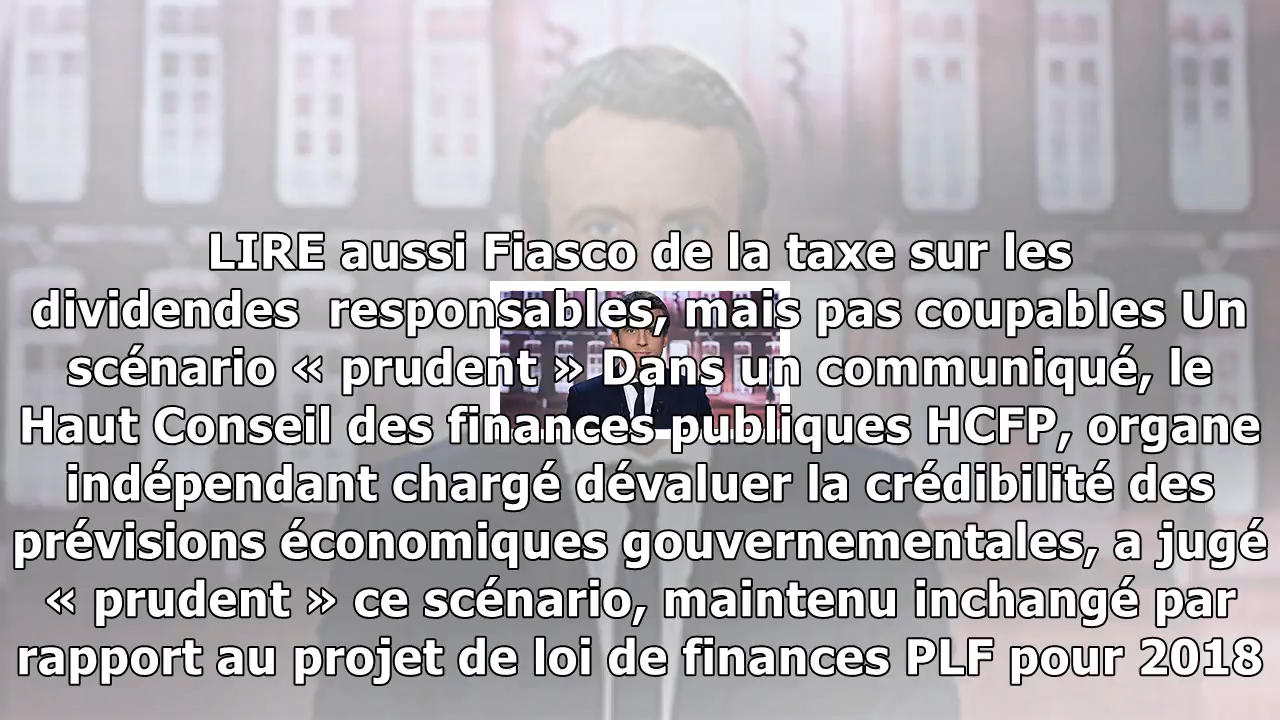 LIRE aussi Fiasco de la taxe sur les
dividendes  responsables, mais pas coupables Un
scénario « prudent » Dans un communiqué, le
Haut Conseil des finances publiques HCFP, organe
indépendant chargé dévaluer la crédibilité des
prévisions économiques gouvernementales, a jugé
« prudent » ce scénario, maintenu inchangé par
rapport au projet de loi de finances PLF pour 2018